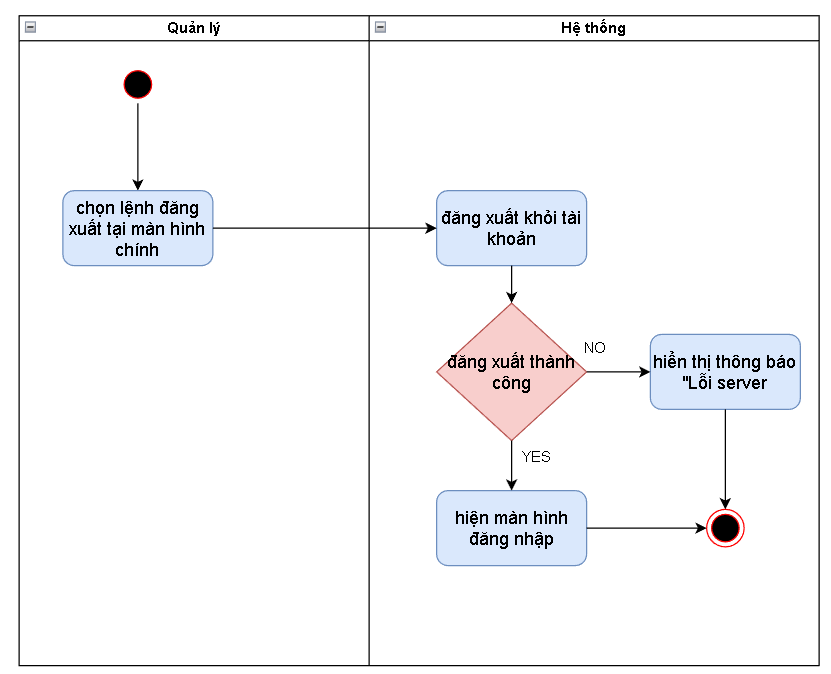 Quản lý
Hệ thống
chọn lệnh đăng
xuất tại màn hình
chính
đăng xuất khỏi tài
khoản
đăng xuất thành
công
NO
hiển thị thông báo
"Lỗi server
YES
hiện màn hình
đăng nhập